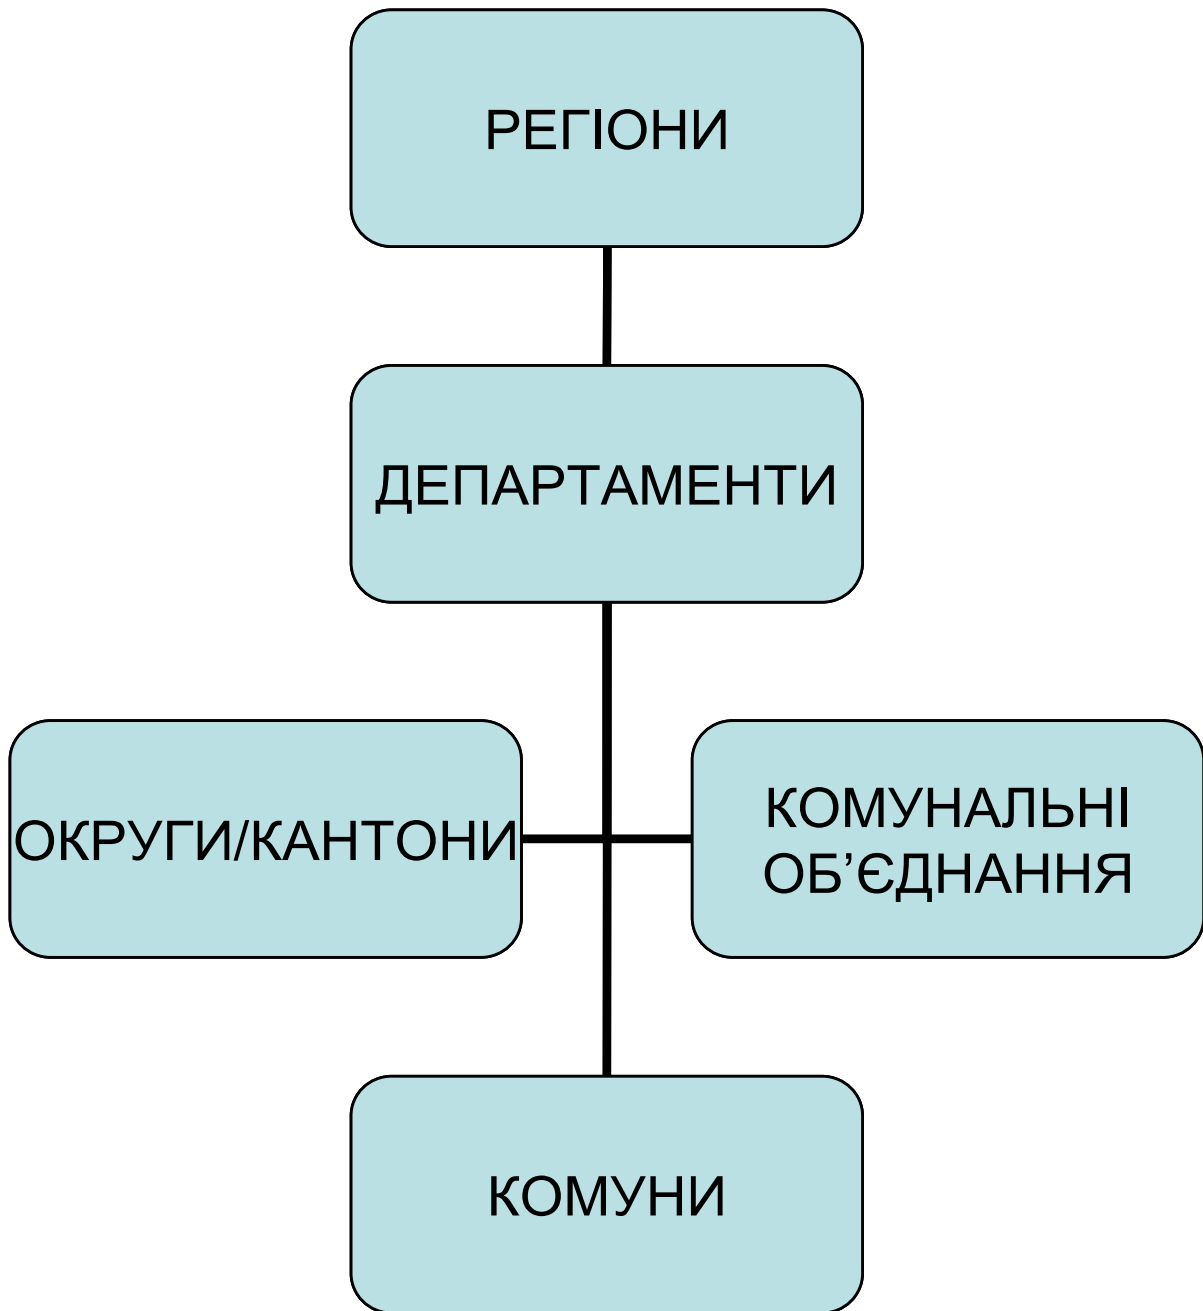 РЕГІОНИ
ДЕПАРТАМЕНТИ
ОКРУГИ/КАНТОНИ
КОМУНАЛЬНІ
ОБ’ЄДНАННЯ
КОМУНИ